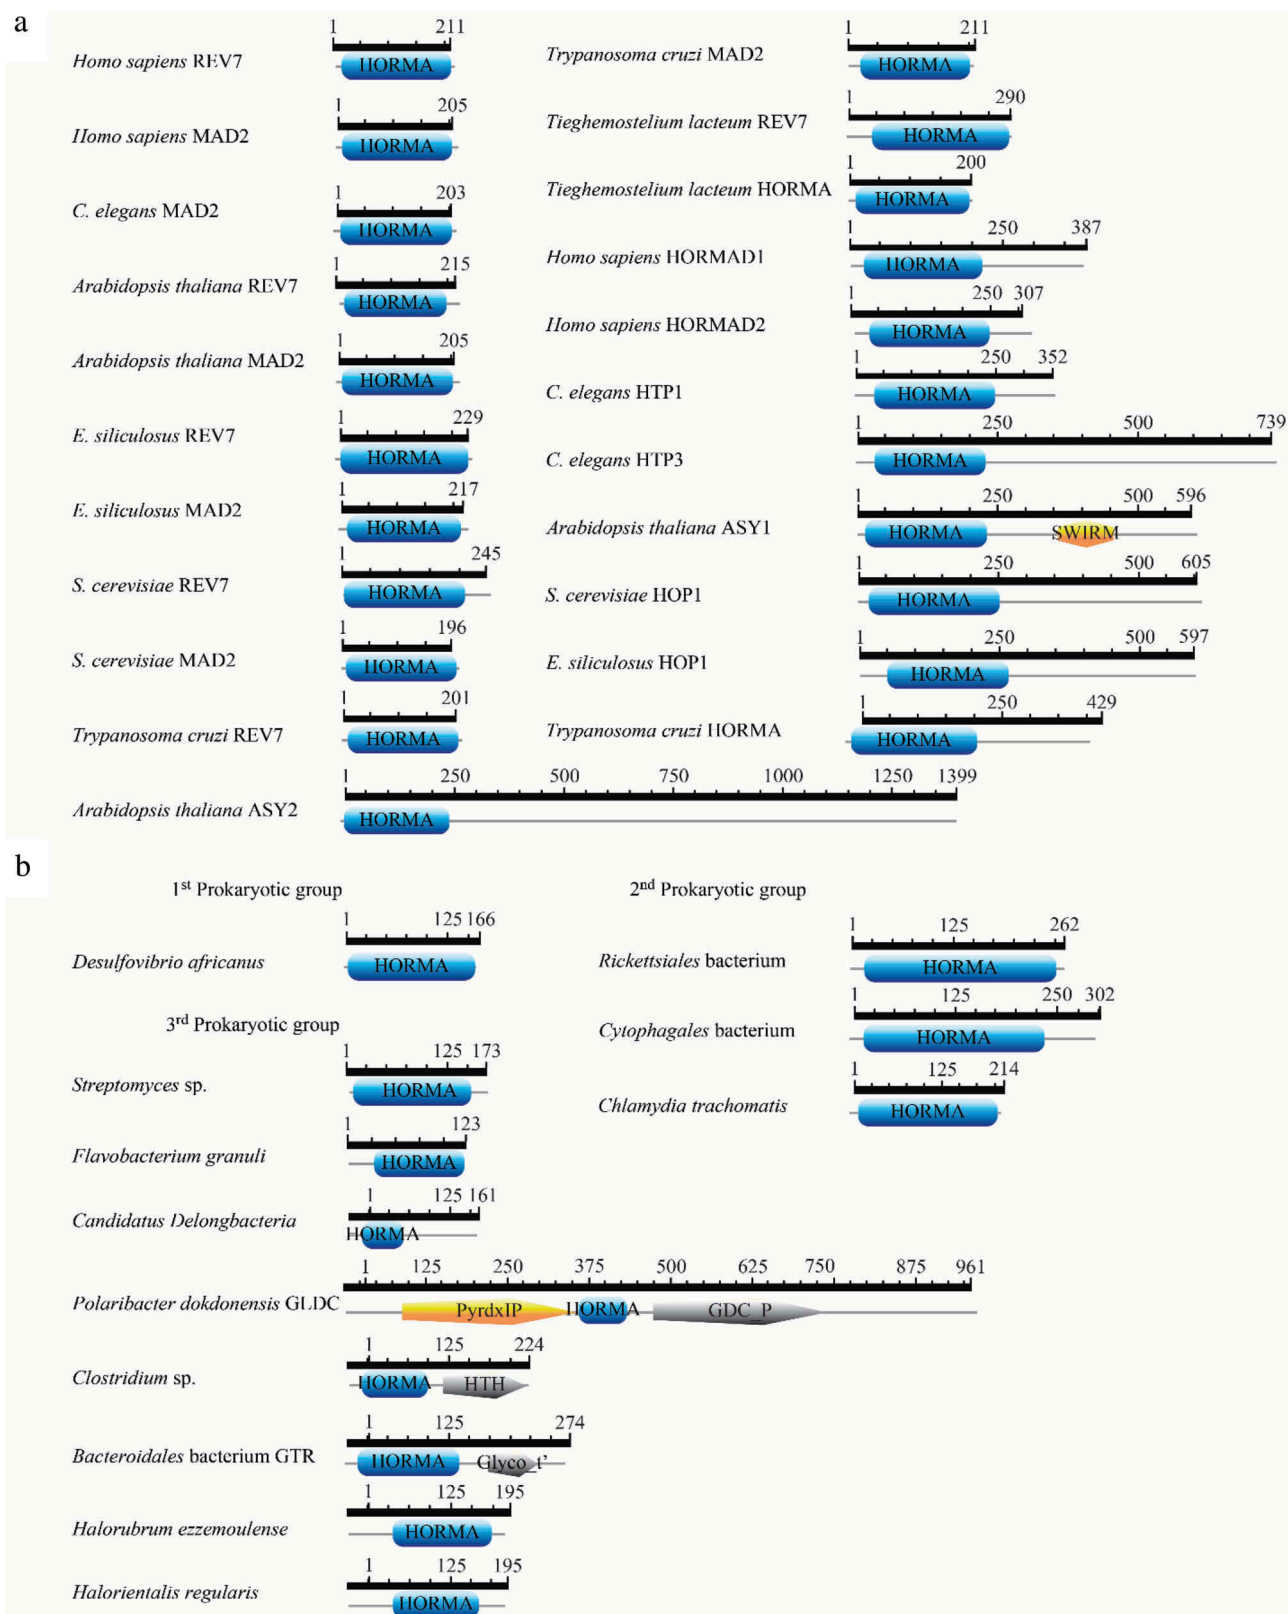 a
1 211
Homo sapiens REV7
HORMA
1 205
Homo sapiens MAD2
HORMA
1 203
C. elegans MAD2
HORMA
1 215
Arabidopsis thaliana REV7
HORMA
1 205
Arabidopsis thaliana MAD2
HORMA
1 229
E. siliculosus REV7
HORMA
1 217
E. siliculosus MAD2
HORMA
1 245
S. cerevisiae REV7
HORMA
1 196
S. cerevisiae MAD2
HORMA
1 201
Trypanosoma cruzi REV7
HORMA
1 211
Trypanosoma cruzi MAD2
HORMA
1 290
Tieghemostelium lacteum REV7
HORMA
1 200
Tieghemostelium lacteum HORMA
HORMA
1 250 387
Homo sapiens HORMAD1
HORMA
1 250 307
Homo sapiens HORMAD2
HORMA
1 250 352
C. elegans HTP1
HORMA
1 250 500 739
C. elegans HTP3
HORMA
1 250 500 596
Arabidopsis thaliana ASY1
HORMA SWIRM
1 250 500 605
S. cerevisiae HOP1
HORMA
1 250 500 597
E. siliculosus HOP1
HORMA
1 250 429
Trypanosoma cruzi HORMA
HORMA
1 250 500 750 1000 1250 1399
Arabidopsis thaliana ASY2
HORMA
b
1st Prokaryotic group
1 125 166
Desulfovibrio africanus
HORMA
2nd Prokaryotic group
1 125 262
Rickettsiales bacterium
HORMA
1 125 250 302
Cytophagales bacterium
HORMA
1 125 214
Chlamydia trachomatis
HORMA
3rd Prokaryotic group
1 125 173
Streptomyces sp.
HORMA
1 123
Flavobacterium granuli
HORMA
1 125 161
Candidatus Delongbacteria
HORMA
1 125 250 375 500 625 750 875 961
Polaribacter dokdonensis GLDC
PyrdxlP HORMA GDC_P
1 125 224
Clostridium sp.
HORMA HTH
1 125 274
Bacteroidales bacterium GTR
HORMA Glyco_t'
1 125 195
Halorubrum ezzemoulense
HORMA
1 125 195
Halorientalis regularis
HORMA